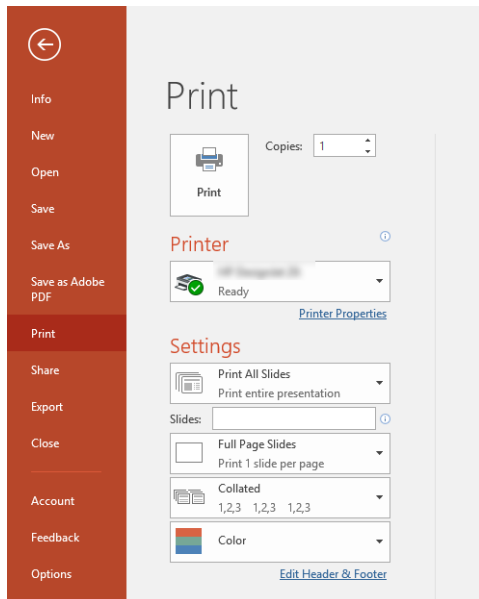 Info
New
Open
Save
Save As
Save as Adobe
PDF
Print
Share
Export
Close
Account
Feedback
Options
Print
Print
Copies: 1
Printer
Ready
Printer Properties
Settings
Print All Slides
Print entire presentation
Slides:
Full Page Slides
Print 1 slide per page
Collated
1,2,3 1,2,3 1,2,3
Color
Edit Header & Footer